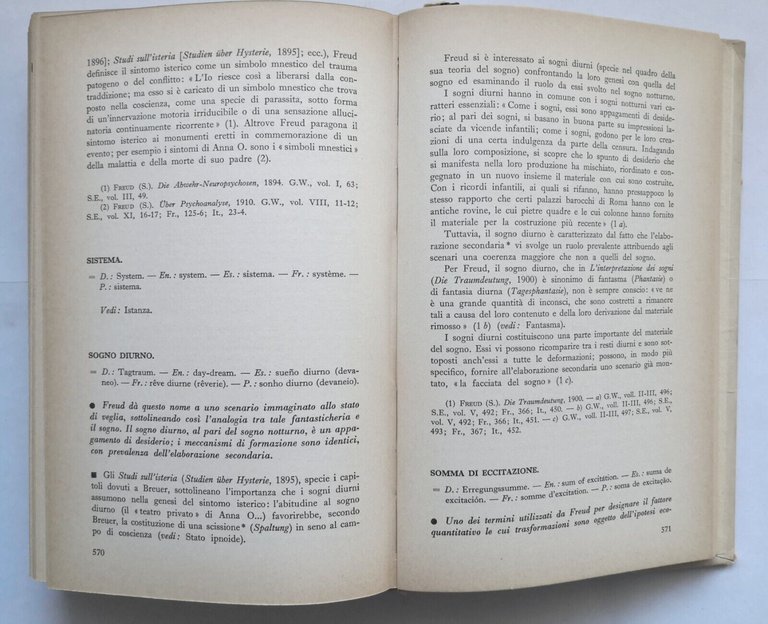 1896]; Studi sull'isteria [Studien über Hysterie, 1895]; ecc.), Freud
definisce il sintomo isterico come un simbolo mnestico del trauma
patogeno o del conflitto: « L'Io riesce così a liberarsi dalla con-
traddizione; ma esso si è caricato di un simbolo mnestico che trova
posto nella coscienza, come una specie di parassita, sotto forma
di un'innervazione motoria irriducibile o di una sensazione alluci-
natoria continuamente ricorrente » (1). Altrove Freud paragona il
sintomo isterico ai monumenti eretti in commemorazione di un
evento; per esempio i sintomi di Anna O. sono i « simboli mnestici »
della malattia e della morte di suo padre (2).
(1) FREUD (S.). Die Abwehr-Neuropsychosen, 1894. G.W., vol. I, 63;
S.E., vol. III, 49.
(2) FREUD (S.). Über Psychoanalyse, 1910. G.W., vol. VIII, 11-12;
S.E., vol. XI, 16-17; Fr., 125-6; It., 23-4.
SISTEMA.
= D.: System. — En.: system. — Es.: sistema. — Fr.: système. —
P.: sistema.
Vedi: Istanza.
SOGNO DIURNO.
= D.: Tagtraum. — En.: day-dream. — Es.: sueño diurno (deva-
neo). — Fr.: rêve diurne (rêverie). — P.: sonho diurno (devaneio).
● Freud dà questo nome a uno scenario immaginato allo stato
di veglia, sottolineando così l'analogia tra tale fantasticheria e
il sogno. Il sogno diurno, al pari del sogno notturno, è un appa-
gamento di desiderio; i meccanismi di formazione sono identici,
con prevalenza dell'elaborazione secondaria.
■ Gli Studi sull'isteria (Studien über Hysterie, 1895), specie i capi-
toli dovuti a Breuer, sottolineano l'importanza che i sogni diurni
assumono nella genesi del sintomo isterico: l'abitudine al sogno
diurno (il « teatro privato » di Anna O...) favorirebbe, secondo
Breuer, la costituzione di una scissione* (Spaltung) in seno al cam-
po di coscienza (vedi: Stato ipnoide).
570
Freud si è interessato ai sogni diurni (specie nel quadro della
sua teoria del sogno) confrontando la loro genesi con quella del
sogno ed esaminando il ruolo da essi svolto nel sogno notturno.
I sogni diurni hanno in comune con i sogni notturni vari ca-
ratteri essenziali: « Come i sogni, essi sono appagamenti di deside-
rio; al pari dei sogni, si basano in buona parte su impressioni la-
sciate da vicende infantili; come i sogni, godono per le loro crea-
zioni di una certa indulgenza da parte della censura. Indagando
sulla loro composizione, si scopre che lo spunto di desiderio che
si manifesta nella loro produzione ha mischiato, riordinato e con-
gegnato in un nuovo insieme il materiale con cui sono costruite.
Con i ricordi infantili, ai quali si rifanno, hanno pressappoco lo
stesso rapporto che certi palazzi barocchi di Roma hanno con le
antiche rovine, le cui pietre quadre e le cui colonne hanno fornito
il materiale per la costruzione più recente » (1 a).
Tuttavia, il sogno diurno è caratterizzato dal fatto che l'elabo-
razione secondaria* vi svolge un ruolo prevalente attribuendo agli
scenari una coerenza maggiore che non a quelli del sogno.
Per Freud, il sogno diurno, che in L'interpretazione dei sogni
(Die Traumdeutung, 1900) è sinonimo di fantasma (Phantasie) o
di fantasia diurna (Tagesphantasie), non è sempre conscio: « ve ne
è una grande quantità di inconsci, che sono costretti a rimanere
tali a causa del loro contenuto e della loro derivazione dal materiale
rimosso » (1 b) (vedi: Fantasma).
I sogni diurni costituiscono una parte importante del materiale
del sogno. Essi vi possono ricomparire tra i resti diurni e sono sot-
toposti anch'essi a tutte le deformazioni; possono, in modo più
specifico, fornire all'elaborazione secondaria uno scenario già mon-
tato, « la facciata del sogno » (1 c).
(1) FREUD (S.). Die Traumdeutung, 1900. — a) G.W., vol. II-III, 496;
S.E., vol. V, 492; Fr., 366; It., 450. — b) G.W., vol. II-III, 496; S.E.,
vol. V, 492; Fr., 366; It., 451. — c) G.W., vol. II-III, 497; S.E., vol. V,
493; Fr., 367; It., 452.
SOMMA DI ECCITAZIONE.
= D.: Erregungssumme. — En.: sum of excitation. — Es.: suma de
excitación. — Fr.: somme d'excitation. — P.: soma de excitação.
● Uno dei termini utilizzati da Freud per designare il fattore
quantitativo le cui trasformazioni sono oggetto dell'ipotesi eco-
571